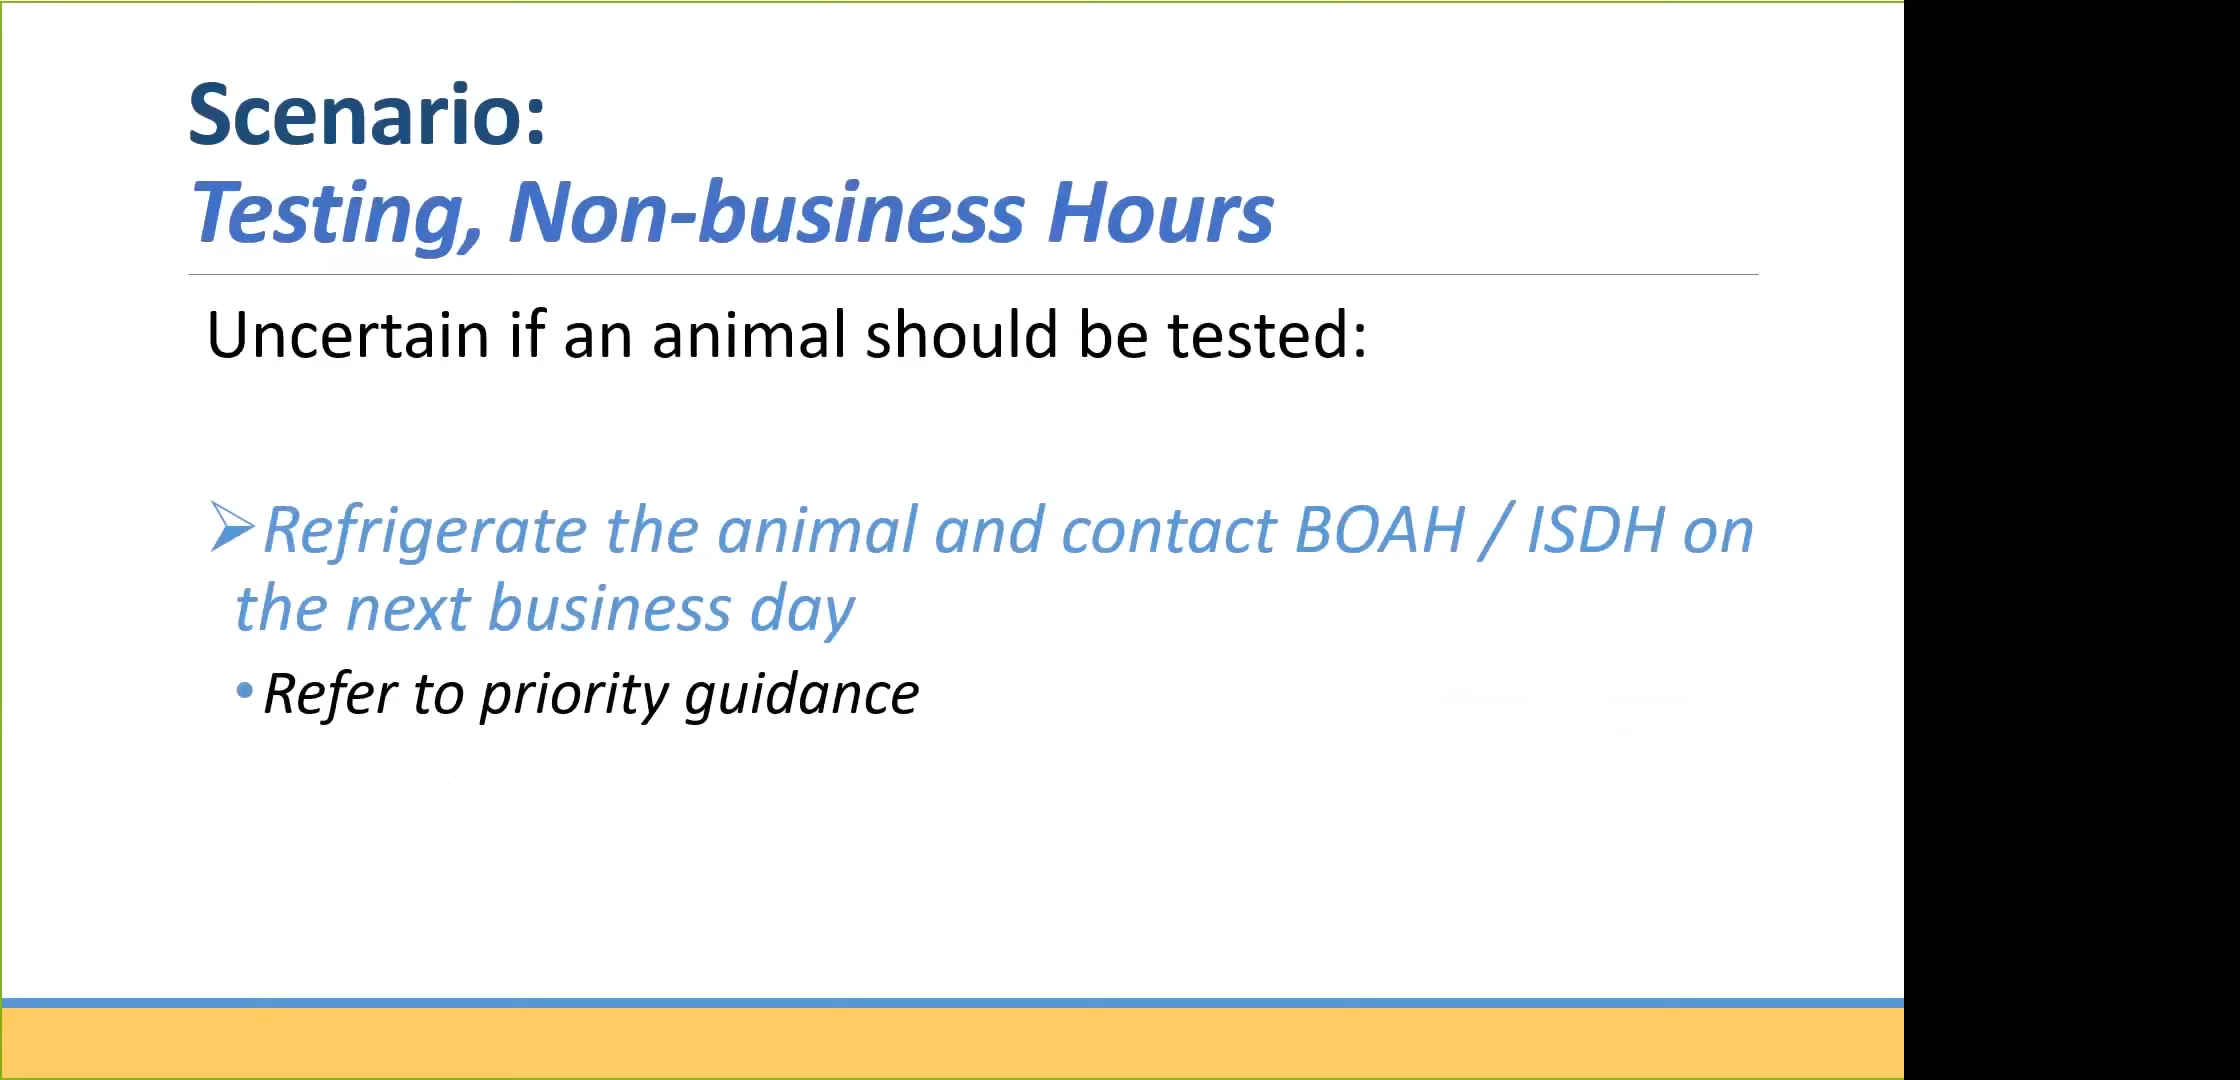 Scenario:
Testing, Non-business Hours
Uncertain if an animal should be tested:
➢Refrigerate the animal and contact BOAH / ISDH on
the next business day
•Refer to priority guidance